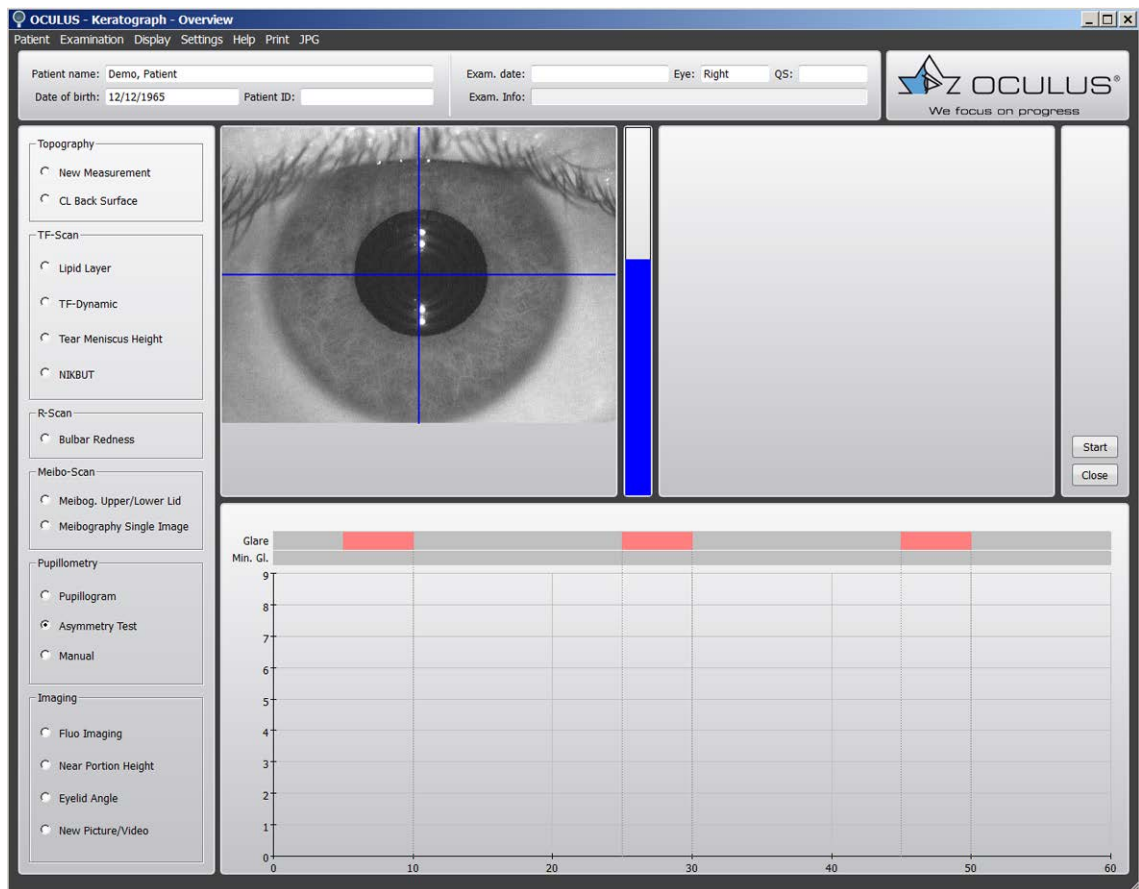 OCULUS - Keratograph - Overview
Patient Examination Display Settings Help Print JPG
Patient name: Demo, Patient
Exam. date: Eye: Right QS:
Date of birth: 12/12/1965 Patient ID:
Exam. Info:
OCULUS®
We focus on progress
Topography
New Measurement
CL Back Surface
TF-Scan
Lipid Layer
TF-Dynamic
Tear Meniscus Height
NIKBUT
R-Scan
Bulbar Redness
Meibo-Scan
Meibog. Upper/Lower Lid
Meibography Single Image
Pupillometry
Pupillogram
Asymmetry Test
Manual
Imaging
Fluo Imaging
Near Portion Height
Eyelid Angle
New Picture/Video
Start
Close
Glare
Min. Gl.
9
8
7
6
5
4
3
2
1
0
0 10 20 30 40 50 60